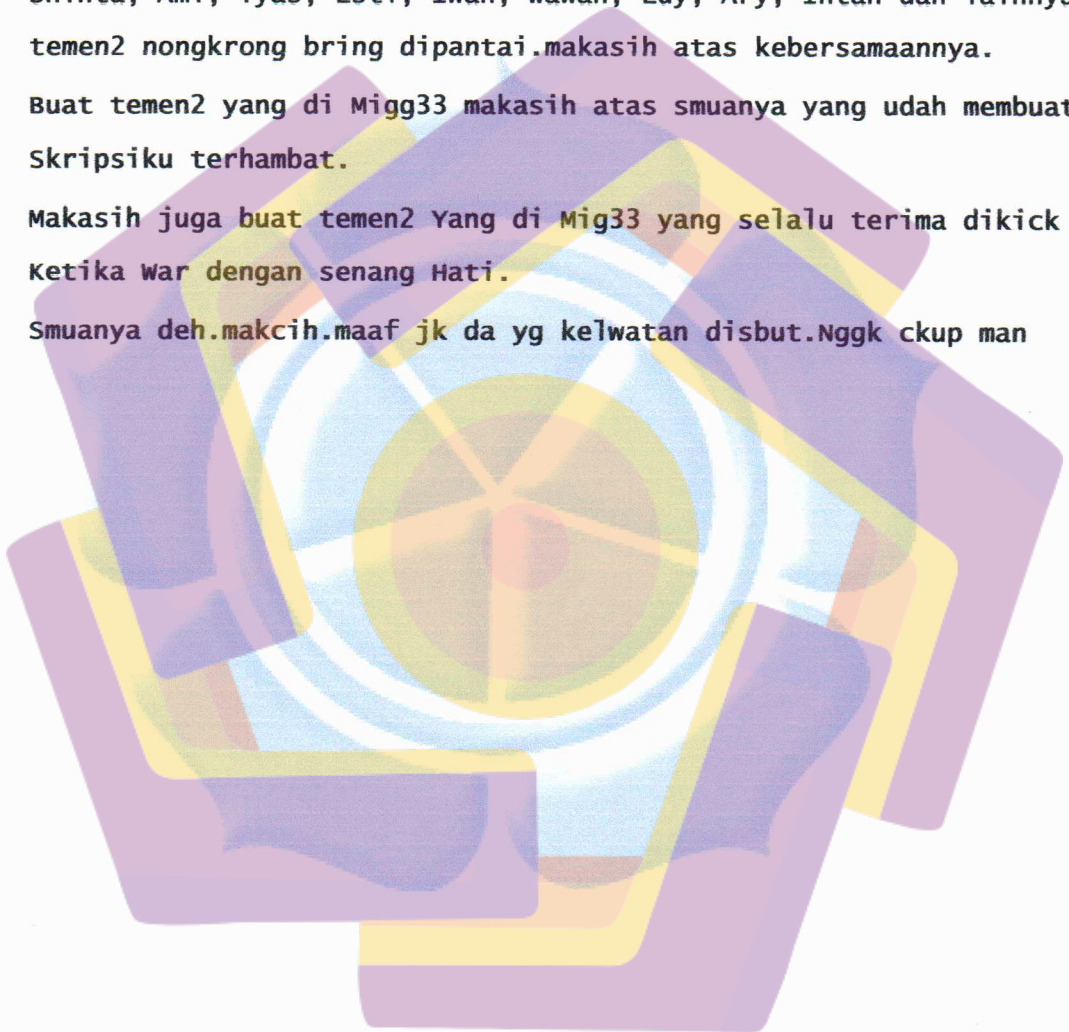 temen2 nongkrong bring dipantai.makasih atas kebersamaannya.
Buat temen2 yang di Migg33 makasih atas smuanya yang udah membuat
Skripsiku terhambat.
Makasih juga buat temen2 Yang di Mig33 yang selalu terima dikick
Ketika War dengan senang Hati.
Smuanya deh.makcih.maaf jk da yg kelwatan disbut.Nggk ckup man